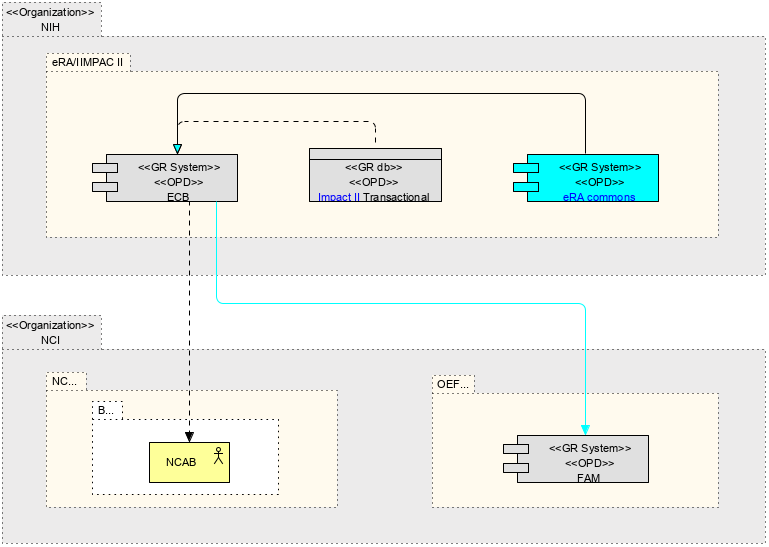 <<Organization>>
NIH
eRA/IIMPAC II
<<GR System>>
<<OPD>>
ECB
<<GR db>>
<<OPD>>
Impact II Transactional
<<GR System>>
<<OPD>>
eRA commons
<<Organization>>
NCI
NC...
B...
NCAB
OEF...
<<GR System>>
<<OPD>>
FAM